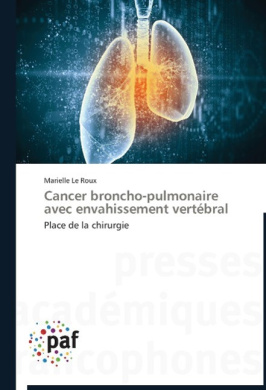 Marielle Le Roux
Cancer broncho-pulmonaire
avec envahissement vertébral
Place de la chirurgie
presses
académiques
francophones
paf